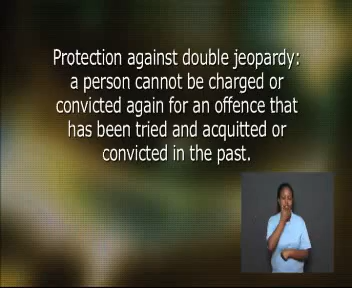 Protection against double jeopardy:
a person cannot be charged or
convicted again for an offence that
has been tried and acquitted or
convicted in the past.